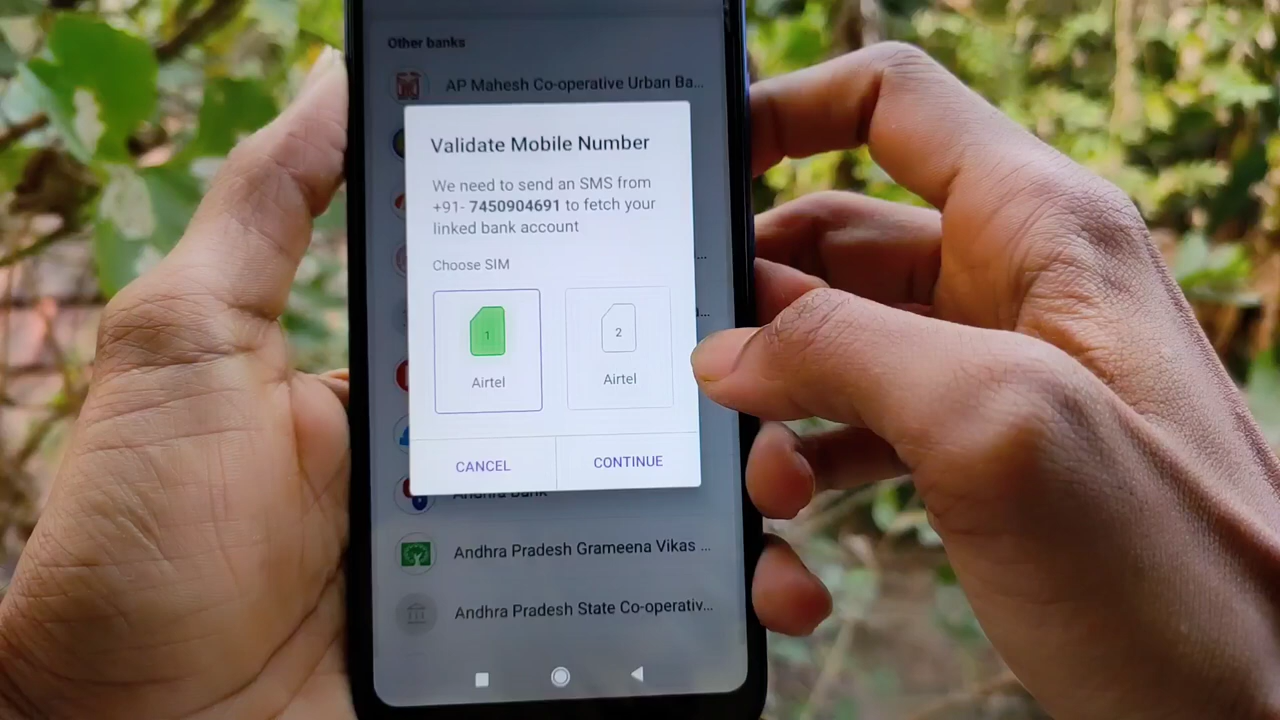 Other banks
AP Mahesh Co-operative Urban Ba...
Validate Mobile Number
We need to send an SMS from
+91- 7450904691 to fetch your
linked bank account
Choose SIM
1
2
Airtel
Airtel
CANCEL
CONTINUE
Andhra Bank
Andhra Pradesh Grameena Vikas ...
Andhra Pradesh State Co-operativ...